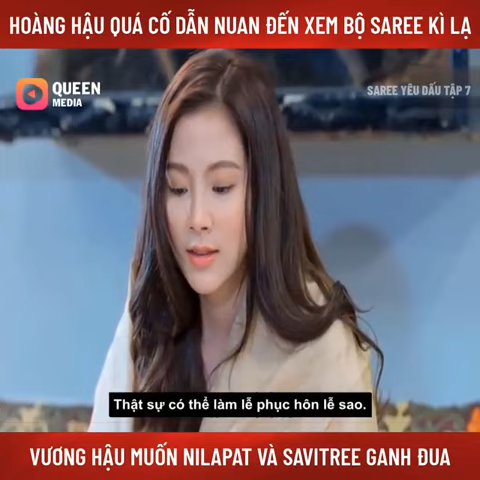 HOÀNG HẬU QUÁ CỐ DẪN NUAN ĐẾN XEM BỘ SAREE KÌ LẠ
QUEEN
MEDIA
SAREE YÊU DẤU TẬP 7
Thật sự có thể làm lễ phục hôn lễ sao.
VƯƠNG HẬU MUỐN NILAPAT VÀ SAVITREE GANH ĐUA